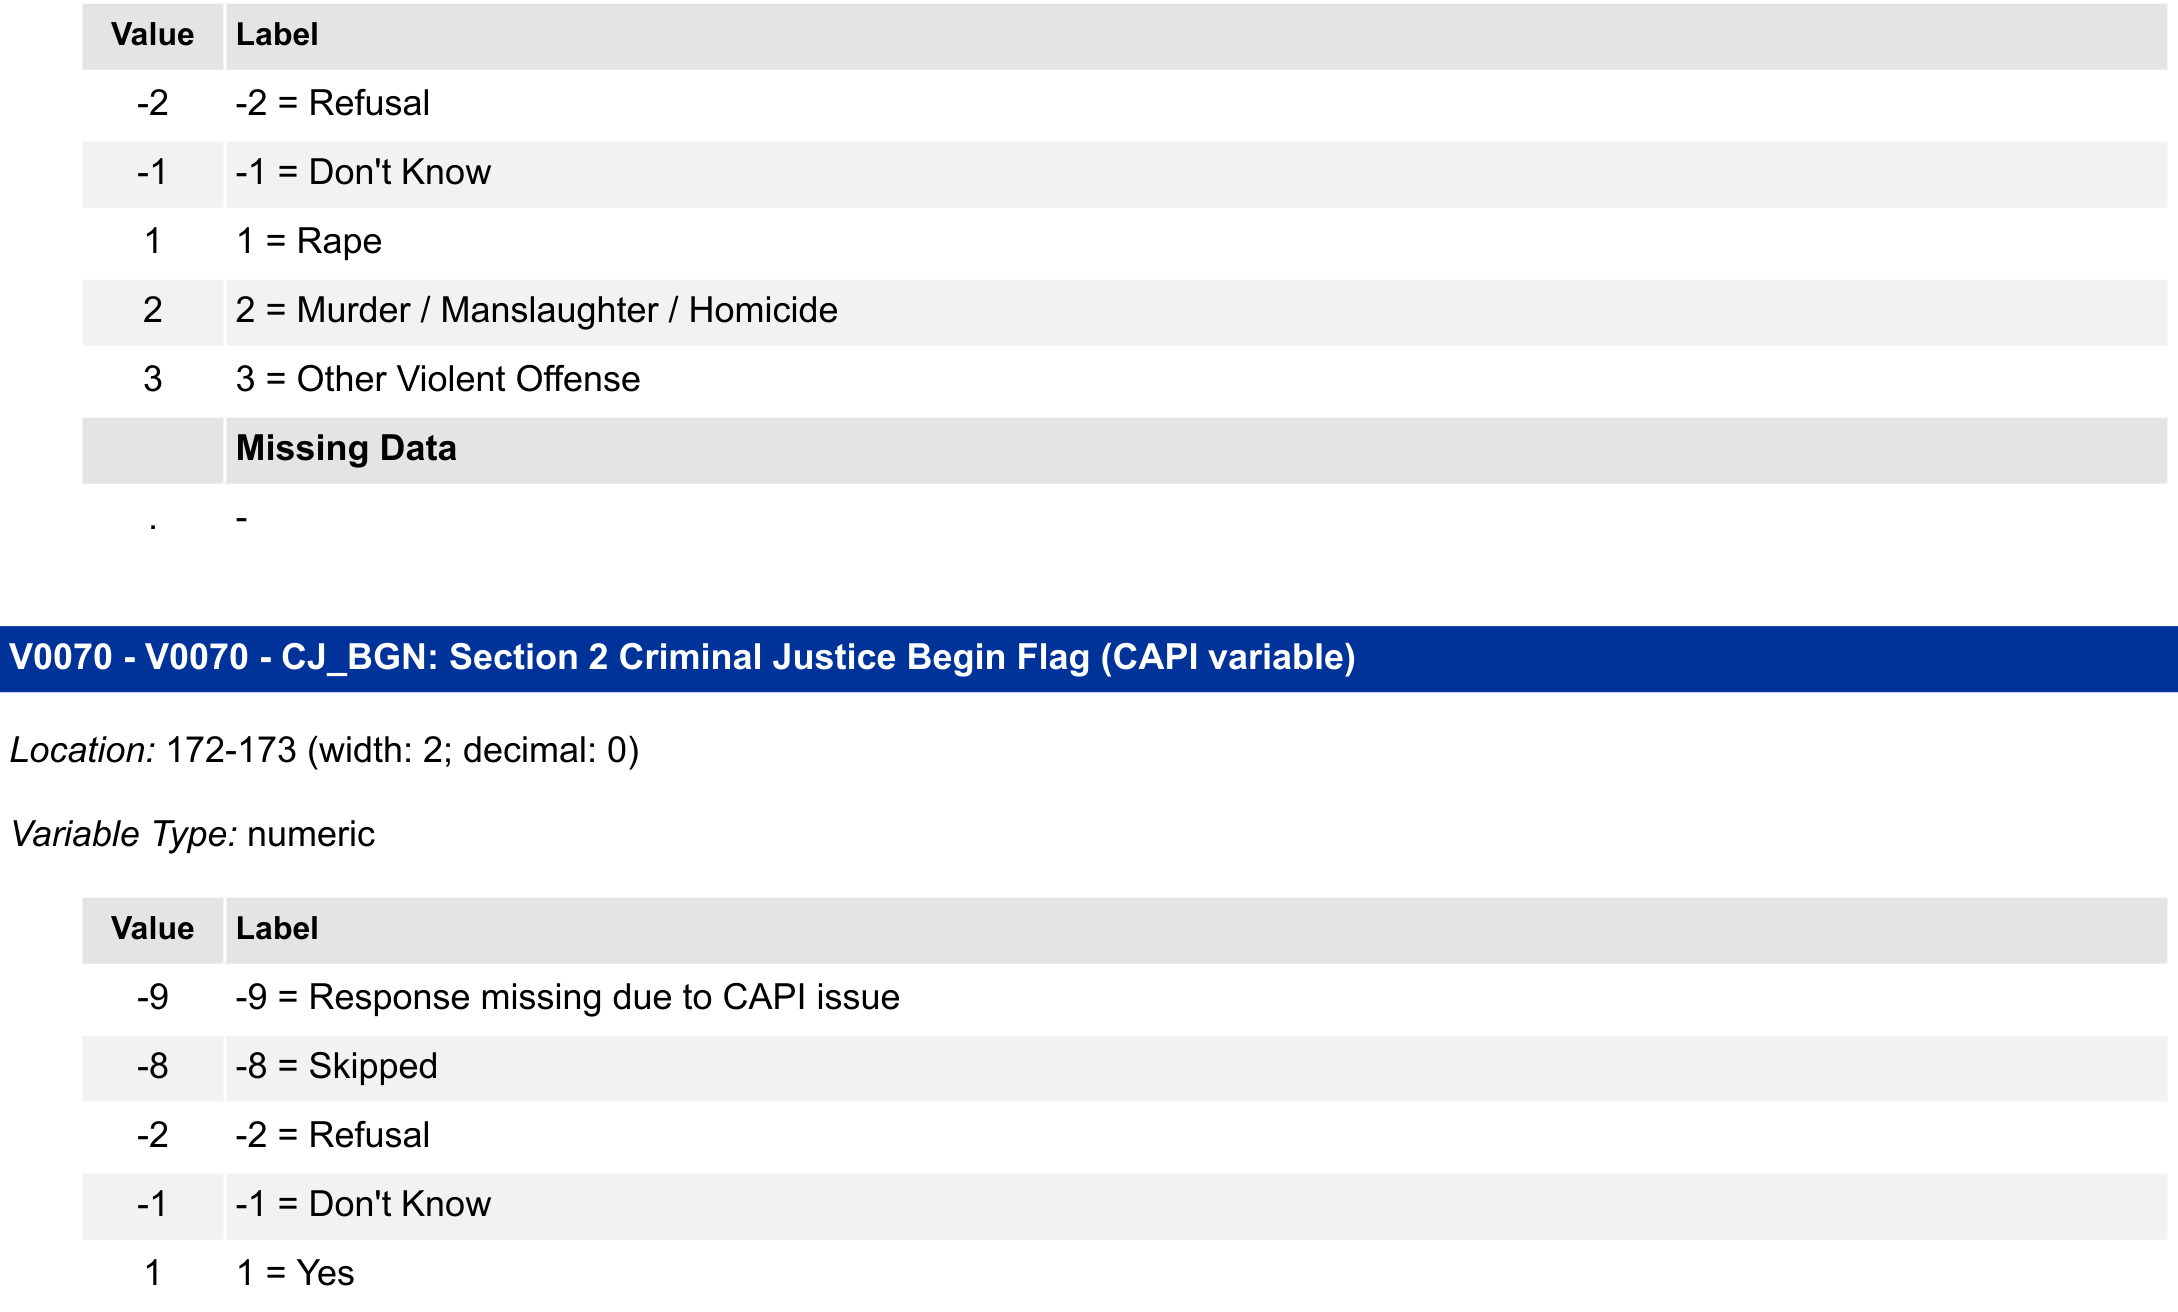 Value Label
-2 -2 = Refusal
-1 -1 = Don't Know
1 1 = Rape
2 2 = Murder / Manslaughter / Homicide
3 3 = Other Violent Offense
Missing Data
. -
V0070 - V0070 - CJ_BGN: Section 2 Criminal Justice Begin Flag (CAPI variable)
Location: 172-173 (width: 2; decimal: 0)
Variable Type: numeric
Value Label
-9 -9 = Response missing due to CAPI issue
-8 -8 = Skipped
-2 -2 = Refusal
-1 -1 = Don't Know
1 1 = Yes